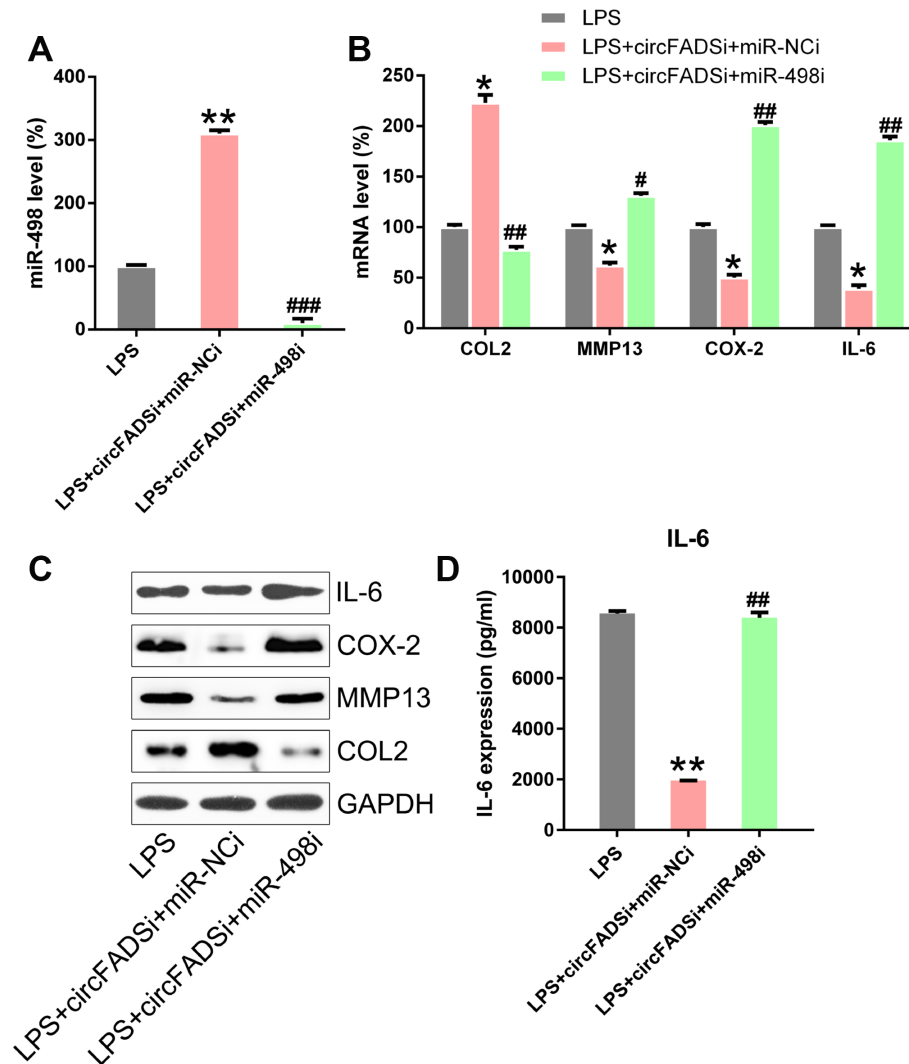 A
miR-498 level (%)
400
300
200
100
0
**
###
LPS
LPS+circFADSi+miR-NCi
LPS+circFADSi+miR-498i
B
LPS
LPS+circFADSi+miR-NCi
LPS+circFADSi+miR-498i
mRNA level (%)
250
200
150
100
50
0
*
##
*
#
*
##
*
##
COL2
MMP13
COX-2
IL-6
C
IL-6
COX-2
MMP13
COL2
GAPDH
LPS
LPS+circFADSi+miR-NCi
LPS+circFADSi+miR-498i
D
IL-6
IL-6 expression (pg/ml)
10000
8000
6000
4000
2000
0
**
##
LPS
LPS+circFADSi+miR-NCi
LPS+circFADSi+miR-498i